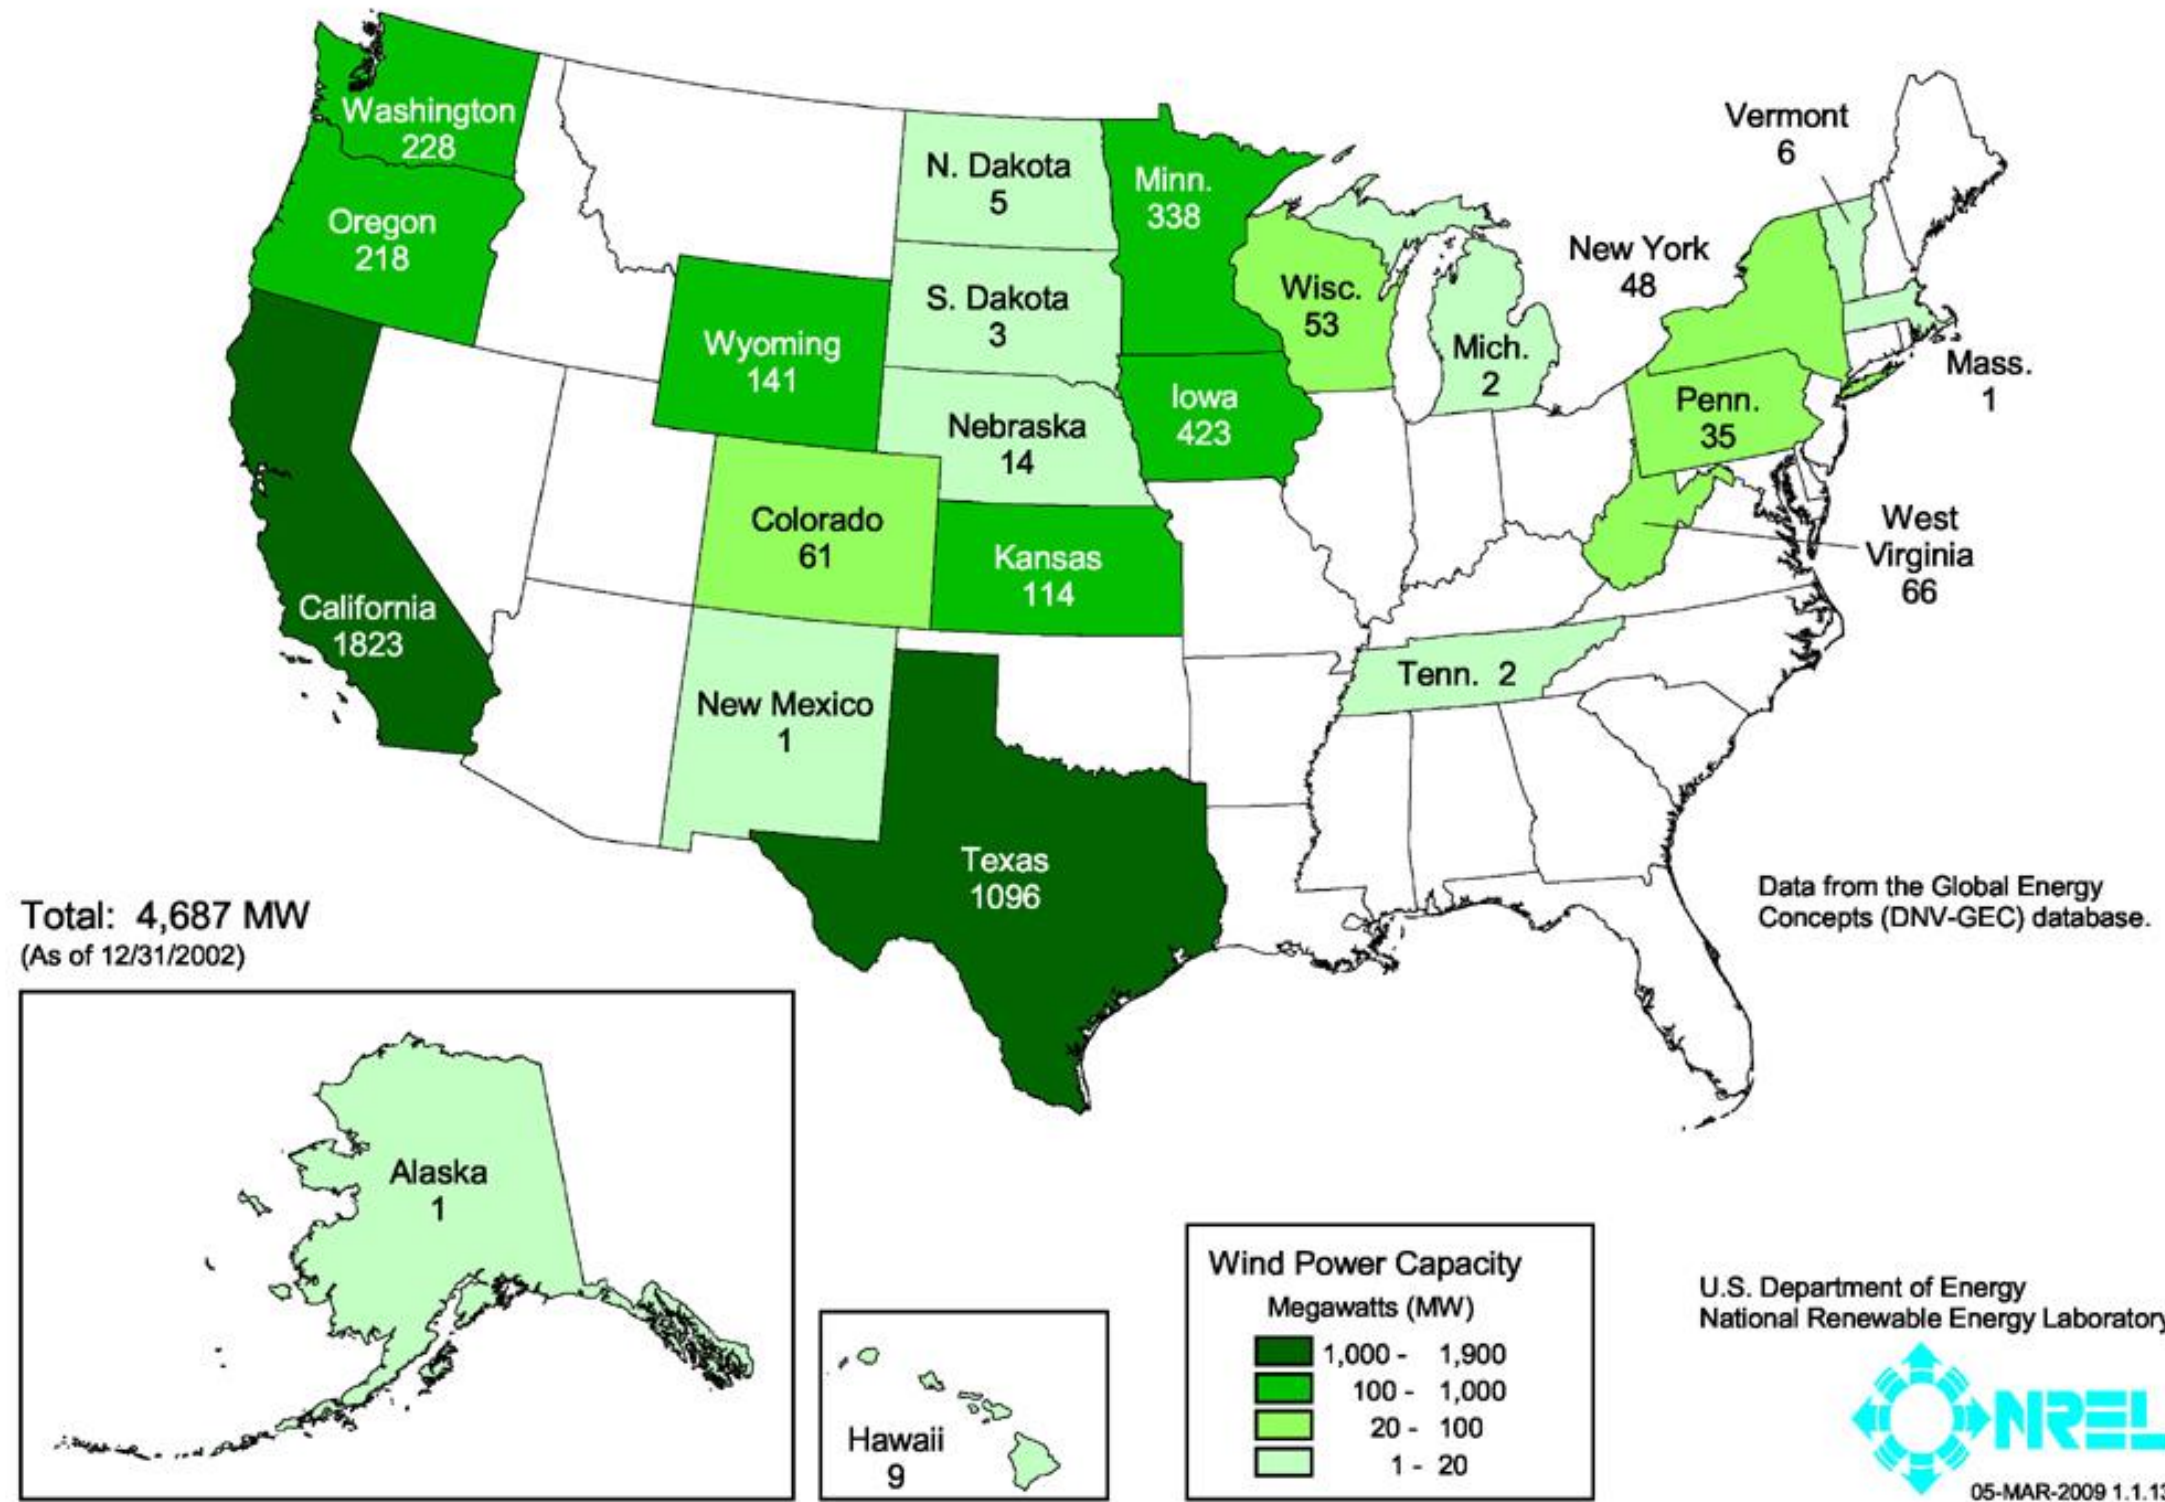 Washington
228
Oregon
218
California
1823
Wyoming
141
Colorado
61
New Mexico
1
N. Dakota
5
S. Dakota
3
Nebraska
14
Kansas
114
Texas
1096
Minn.
338
Iowa
423
Wisc.
53
Mich.
2
Tenn. 2
Vermont
6
New York
48
Mass.
1
Penn.
35
West
Virginia
66
Data from the Global Energy
Concepts (DNV-GEC) database.
Total: 4,687 MW
(As of 12/31/2002)
Alaska
1
Hawaii
9
Wind Power Capacity
Megawatts (MW)
1,000 - 1,900
100 - 1,000
20 - 100
1 - 20
U.S. Department of Energy
National Renewable Energy Laboratory
NREL
05-MAR-2009 1.1.13